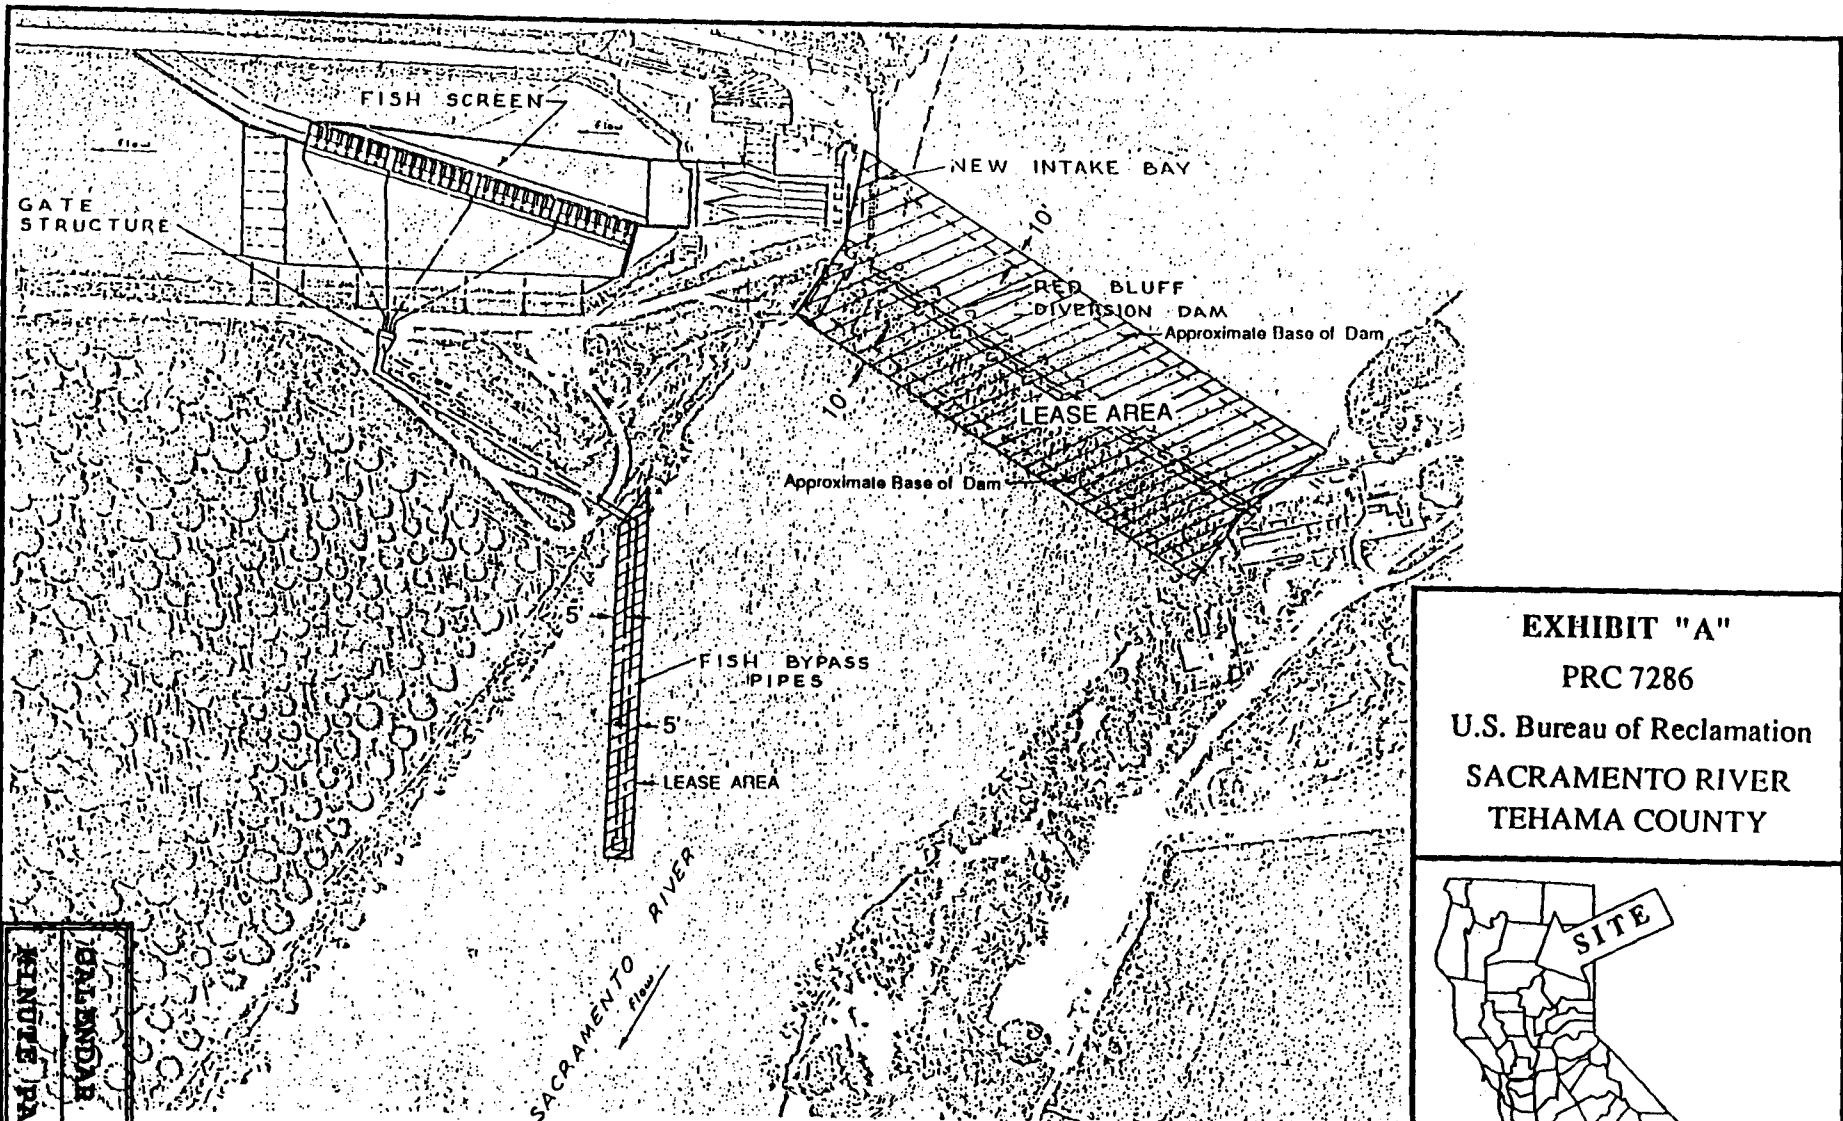 FISH SCREEN
flow
flow
GATE
STRUCTURE
NEW INTAKE BAY
10'
RED BLUFF
DIVERSION DAM
Approximate Base of Dam
10'
LEASE AREA
Approximate Base of Dam
5'
FISH BYPASS
PIPES
5'
LEASE AREA
SACRAMENTO RIVER
flow
EXHIBIT "A"
PRC 7286
U.S. Bureau of Reclamation
SACRAMENTO RIVER
TEHAMA COUNTY
SITE
CALENDAR
MINUTE PA